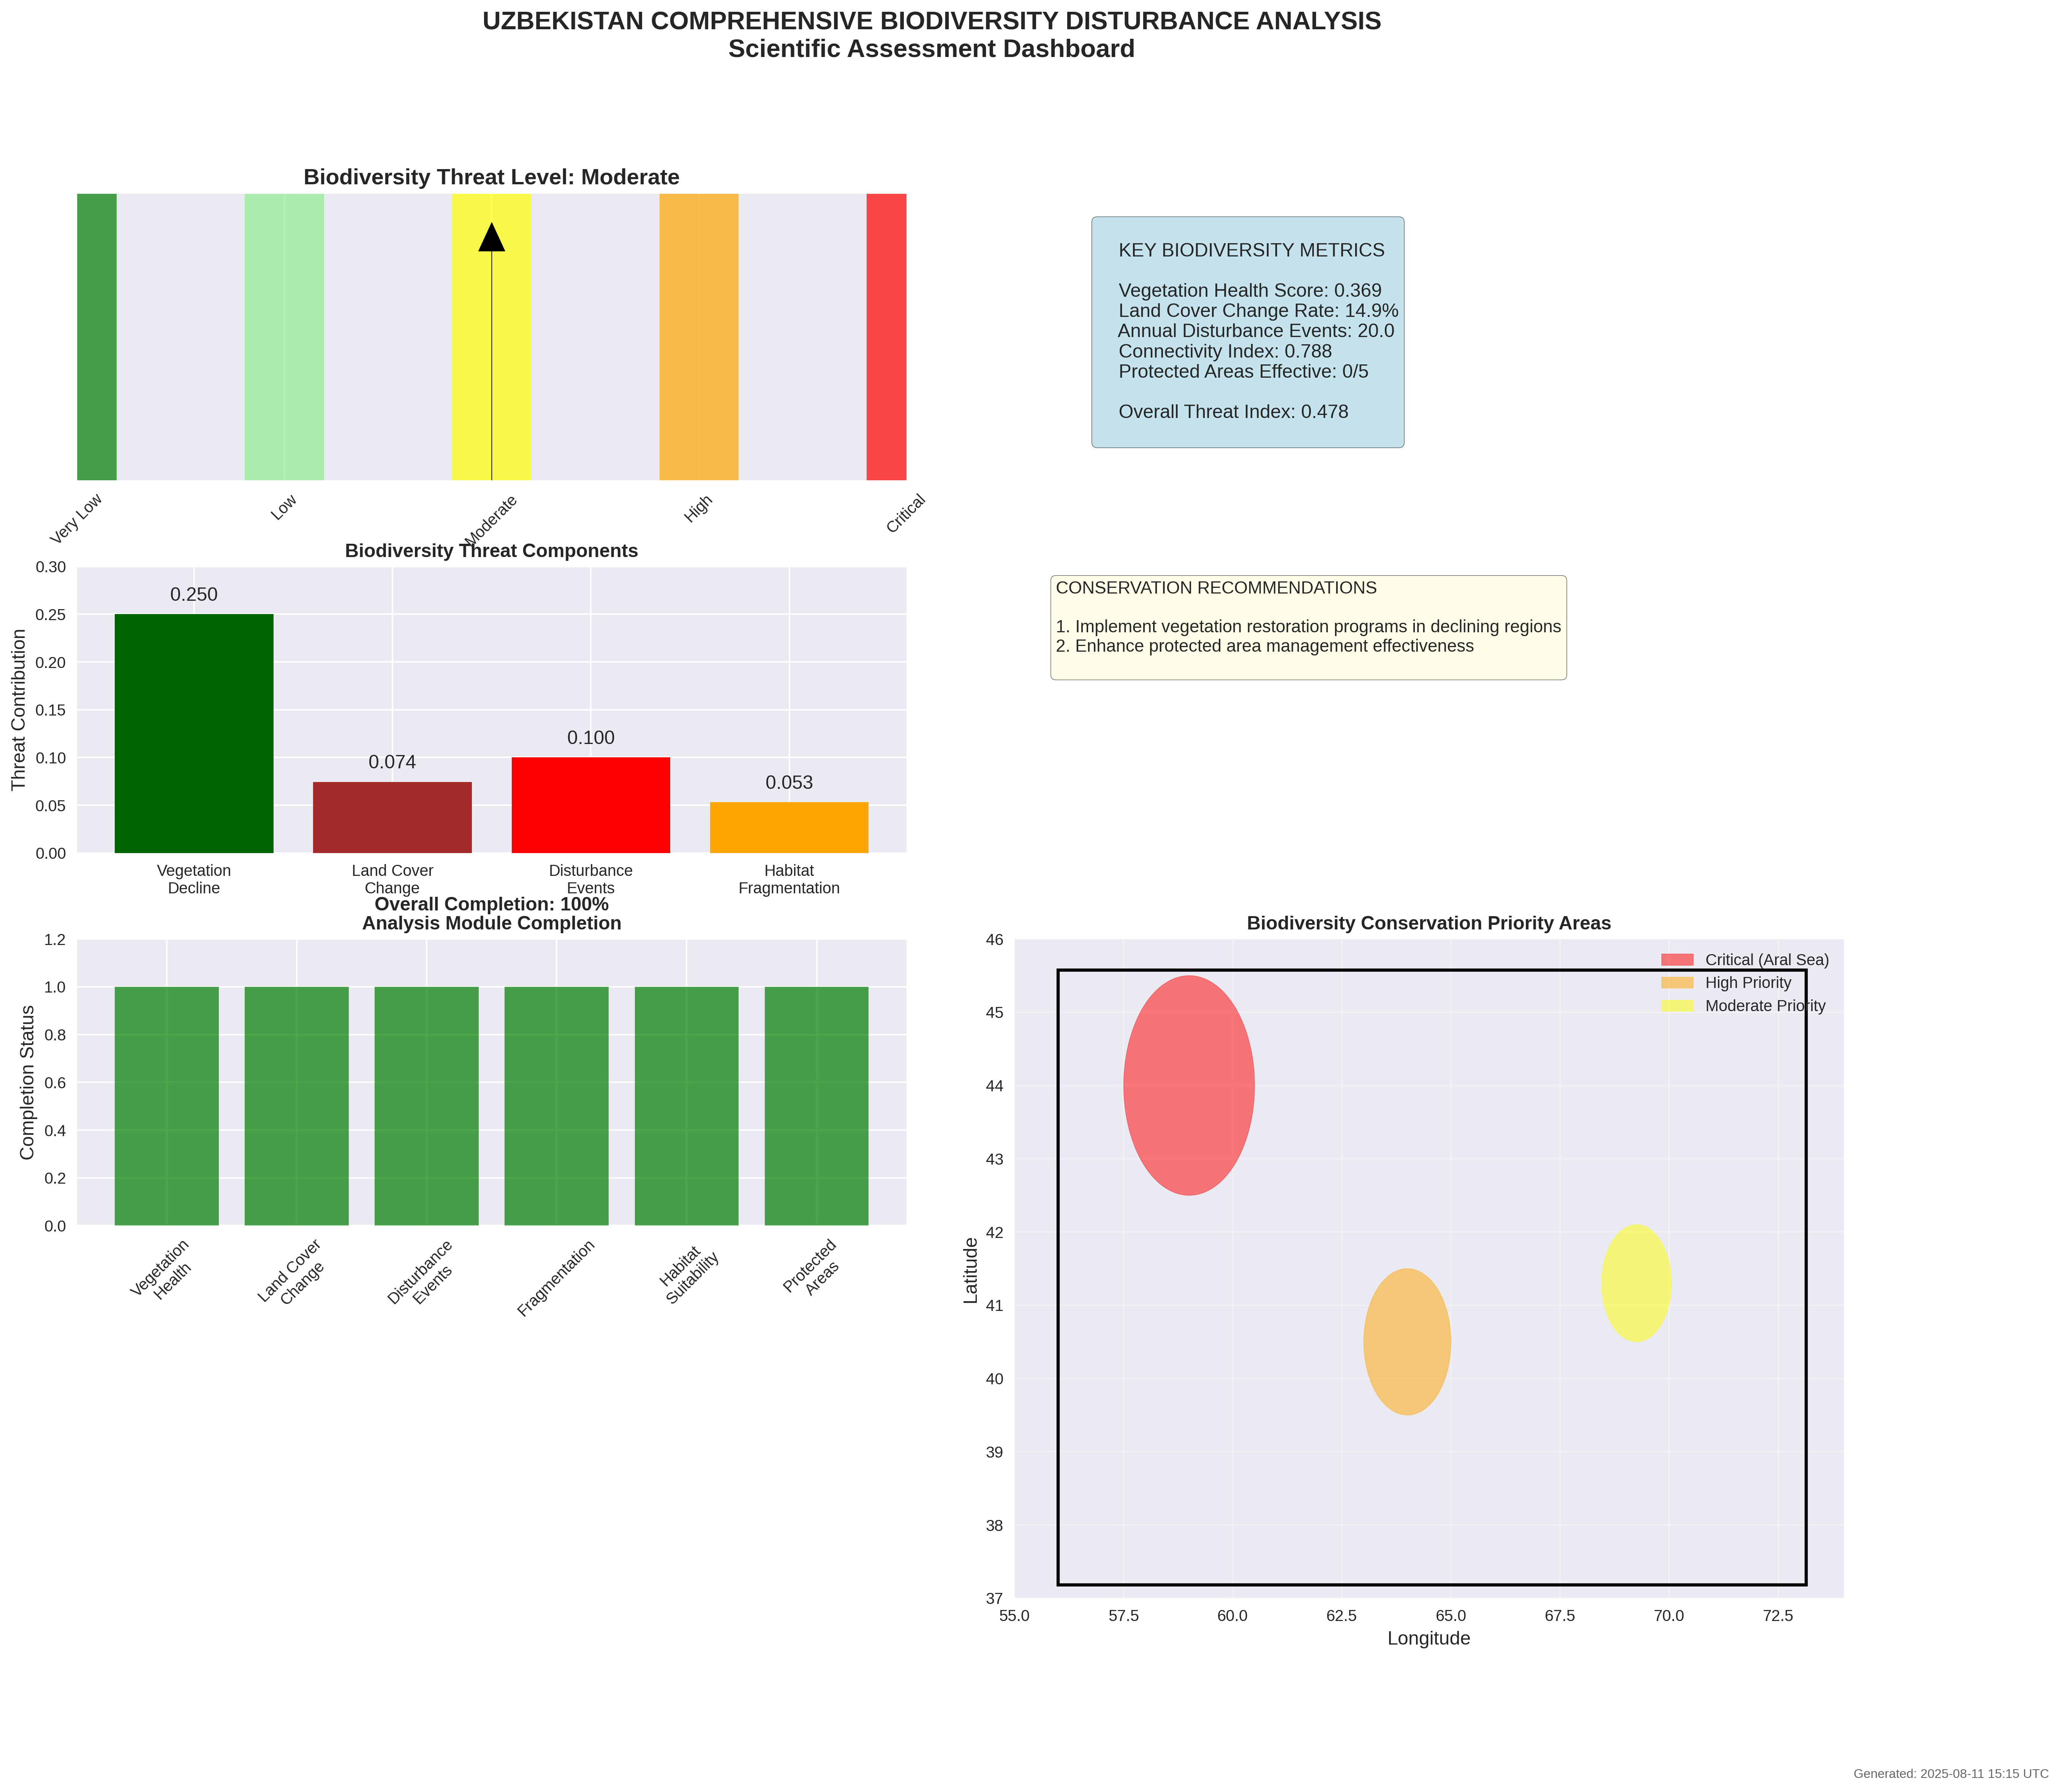 UZBEKISTAN COMPREHENSIVE BIODIVERSITY DISTURBANCE ANALYSIS
Scientific Assessment Dashboard
Biodiversity Threat Level: Moderate
Very Low
Low
Moderate
High
Critical
KEY BIODIVERSITY METRICS
Vegetation Health Score: 0.369
Land Cover Change Rate: 14.9%
Annual Disturbance Events: 20.0
Connectivity Index: 0.788
Protected Areas Effective: 0/5
Overall Threat Index: 0.478
Biodiversity Threat Components
Threat Contribution
0.30
0.25
0.20
0.15
0.10
0.05
0.00
0.250
0.074
0.100
0.053
Vegetation
Decline
Land Cover
Change
Disturbance
Events
Habitat
Fragmentation
CONSERVATION RECOMMENDATIONS
1. Implement vegetation restoration programs in declining regions
2. Enhance protected area management effectiveness
Overall Completion: 100%
Analysis Module Completion
Completion Status
1.2
1.0
0.8
0.6
0.4
0.2
0.0
Vegetation
Health
Land Cover
Change
Disturbance
Events
Fragmentation
Habitat
Suitability
Protected
Areas
Biodiversity Conservation Priority Areas
Critical (Aral Sea)
High Priority
Moderate Priority
Latitude
46
45
44
43
42
41
40
39
38
37
55.0
57.5
60.0
62.5
65.0
67.5
70.0
72.5
Longitude
Generated: 2025-08-11 15:15 UTC